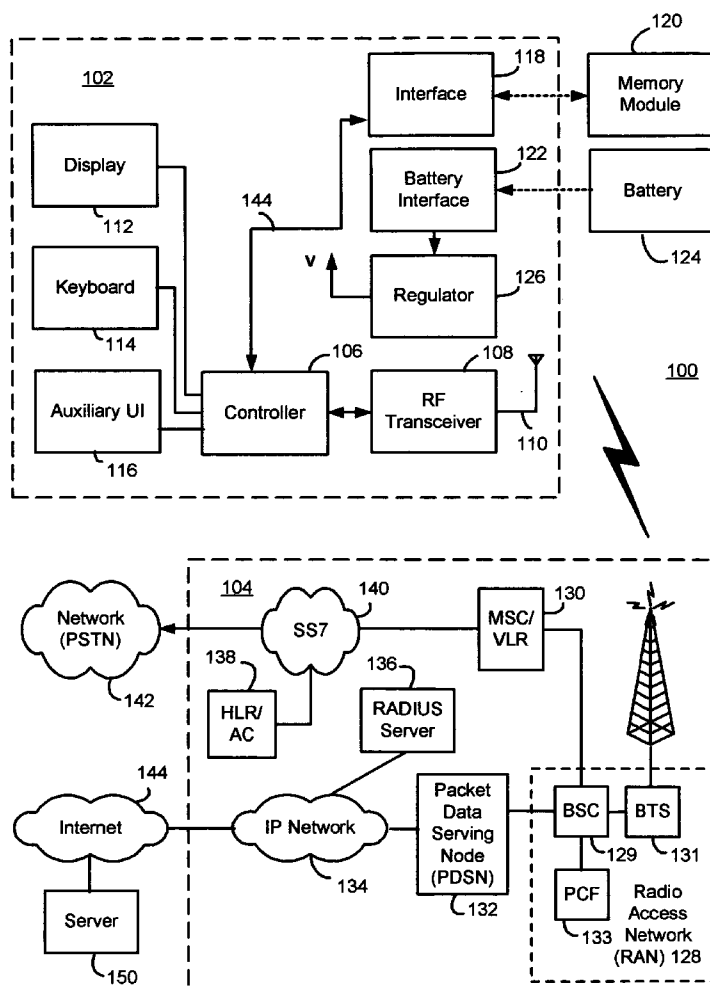 120
118
102
Interface
Memory
Module
Display
122
112
144
Battery
Interface
Battery
124
V
Keyboard
Regulator
114
126
106
108
100
Auxiliary UI
Controller
RF
Transceiver
116
110
104
140
130
Network
(PSTN)
SS7
MSC/
VLR
138
136
142
HLR/
AC
RADIUS
Server
144
Packet
Data
Serving
Node
(PDSN)
BSC
BTS
Internet
IP Network
129
131
134
132
PCF
Radio
Access
Network
(RAN) 128
Server
133
150